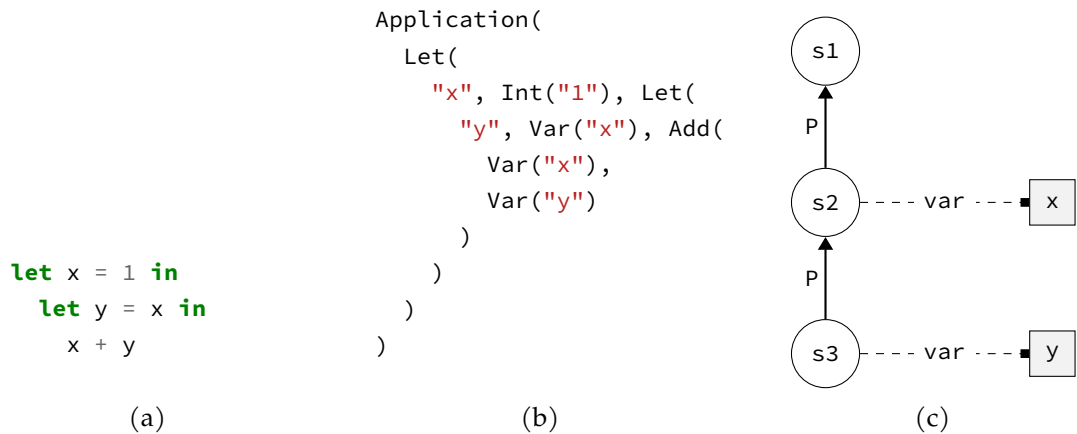 let x = 1 in
let y = x in
x + y
(a)
Application(
Let(
"x", Int("1"), Let(
"y", Var("x"), Add(
Var("x"),
Var("y")
)
)
)
)
(b)
s1
P
s2
var
x
P
s3
var
y
(c)